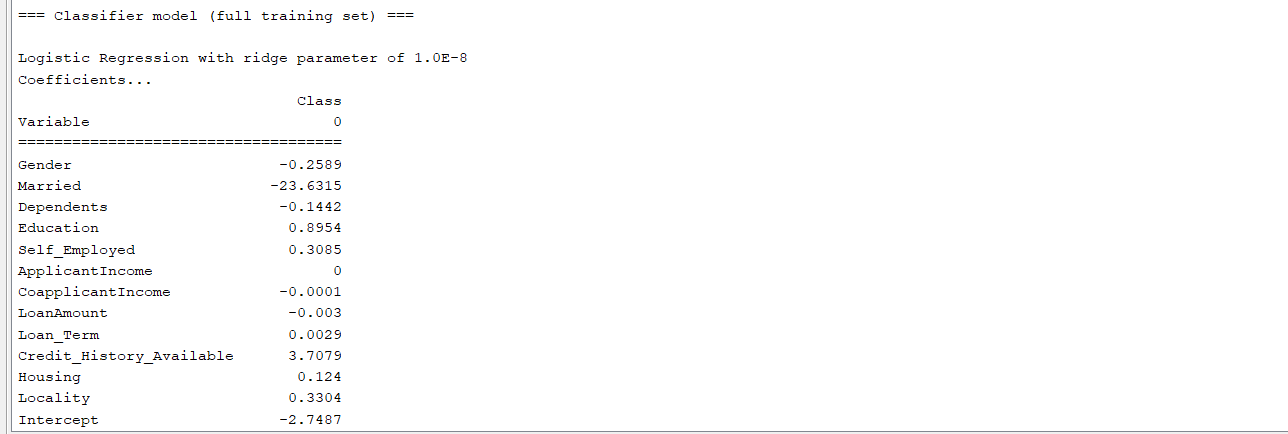 === Classifier model (full training set) ===
Logistic Regression with ridge parameter of 1.0E-8
Coefficients...
Class
Variable 0
====================================
Gender -0.2589
Married -23.6315
Dependents -0.1442
Education 0.8954
Self_Employed 0.3085
ApplicantIncome 0
CoapplicantIncome -0.0001
LoanAmount -0.003
Loan_Term 0.0029
Credit_History_Available 3.7079
Housing 0.124
Locality 0.3304
Intercept -2.7487